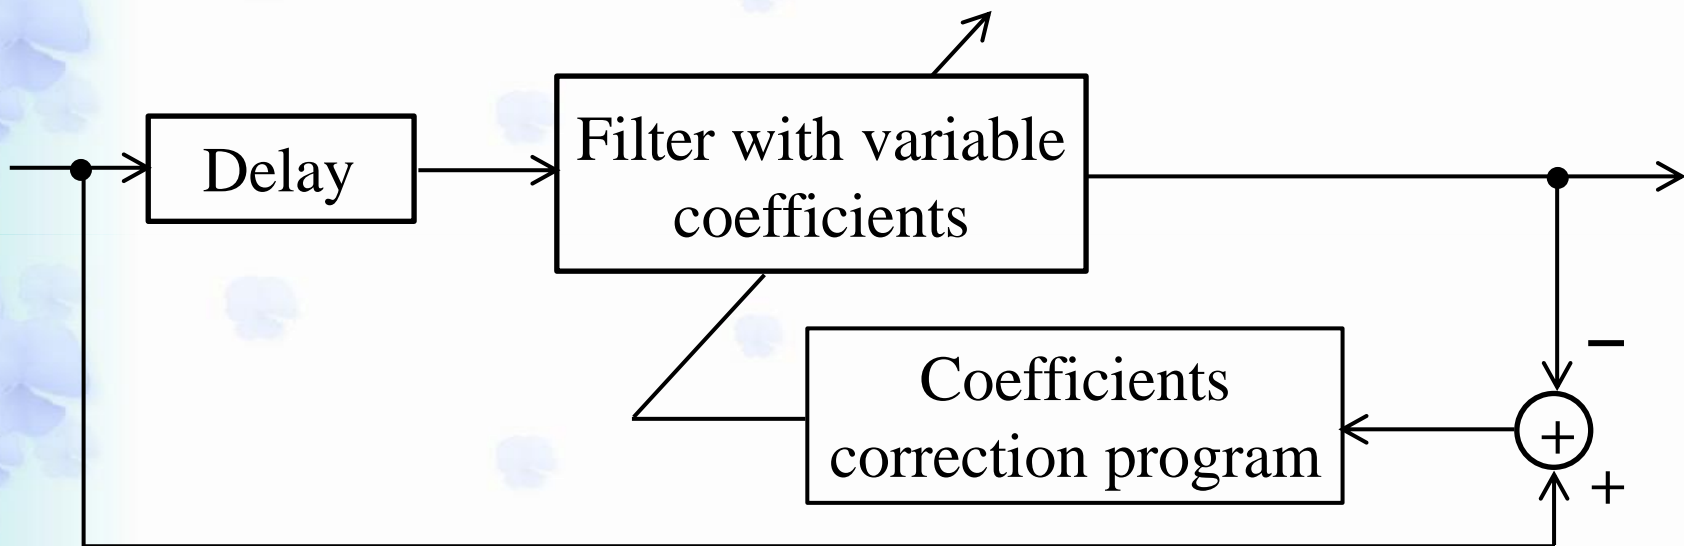 Delay
Filter with variable
coefficients
Coefficients
correction program
−
+
+